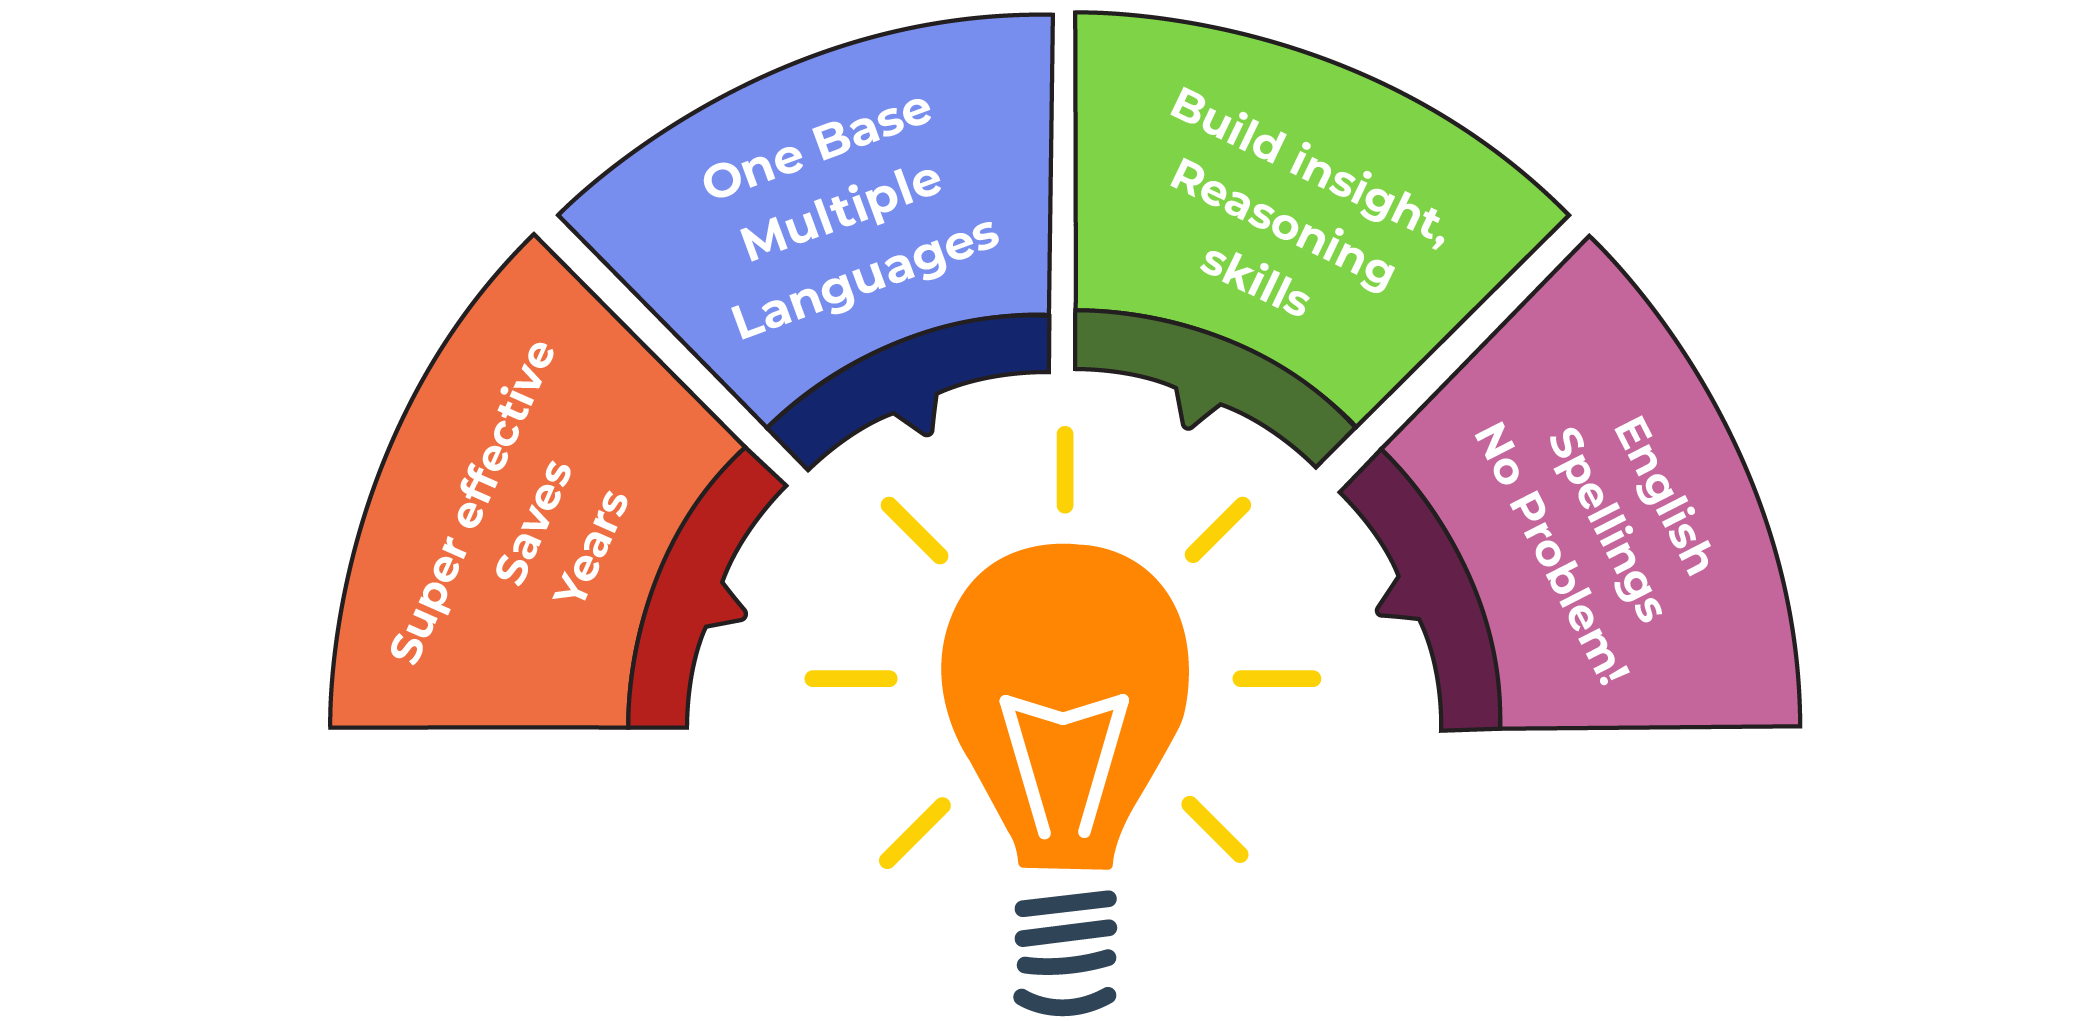 Super effective
Saves
Years
One Base
Multiple
Languages
Build insight,
Reasoning
skills
English
Spellings
No Problem!